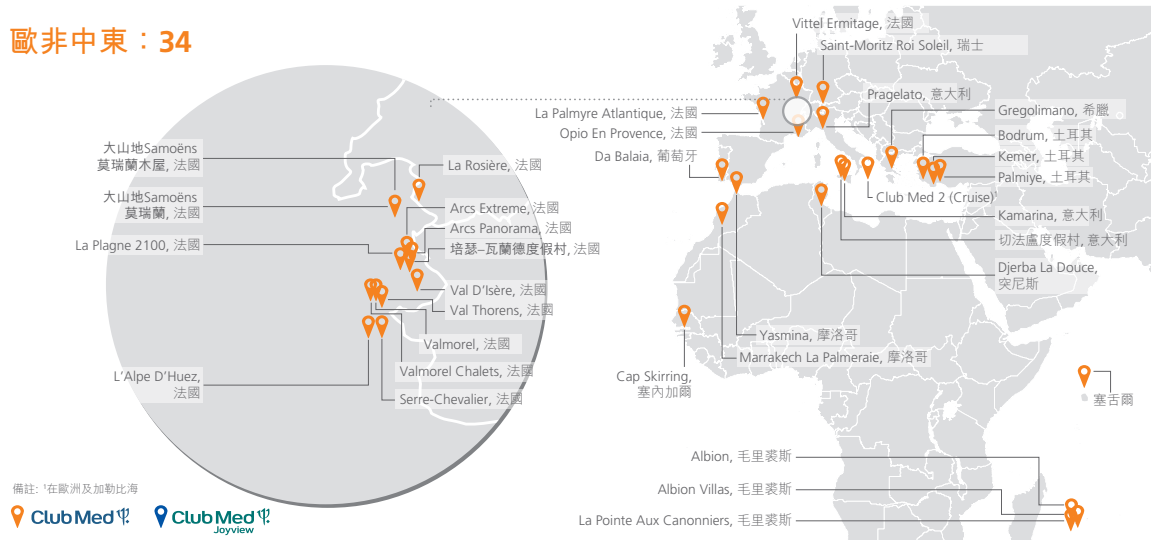 歐非中東：34
Vittel Ermitage, 法國
Saint-Moritz Roi Soleil, 瑞士
Pragelato, 意大利
La Palmyre Atlantique, 法國
Opio En Provence, 法國
Da Balaia, 葡萄牙
Gregolimano, 希臘
Bodrum, 土耳其
Kemer, 土耳其
Palmiye, 土耳其
Club Med 2 (Cruise)¹
Kamarina, 意大利
切法盧度假村, 意大利
Djerba La Douce,
突尼斯
大山地Samoëns
莫瑞蘭木屋, 法國
大山地Samoëns
莫瑞蘭, 法國
La Plagne 2100, 法國
La Rosière, 法國
Arcs Extreme, 法國
Arcs Panorama, 法國
培瑟–瓦蘭德度假村, 法國
Val D'Isère, 法國
Val Thorens, 法國
Valmorel, 法國
Valmorel Chalets, 法國
Serre-Chevalier, 法國
L'Alpe D'Huez,
法國
Yasmina, 摩洛哥
Marrakech La Palmeraie, 摩洛哥
Cap Skirring,
塞內加爾
塞舌爾
Albion, 毛里裘斯
Albion Villas, 毛里裘斯
La Pointe Aux Canonniers, 毛里裘斯
備註: ¹在歐洲及加勒比海
Club Med
Club Med
Joyview